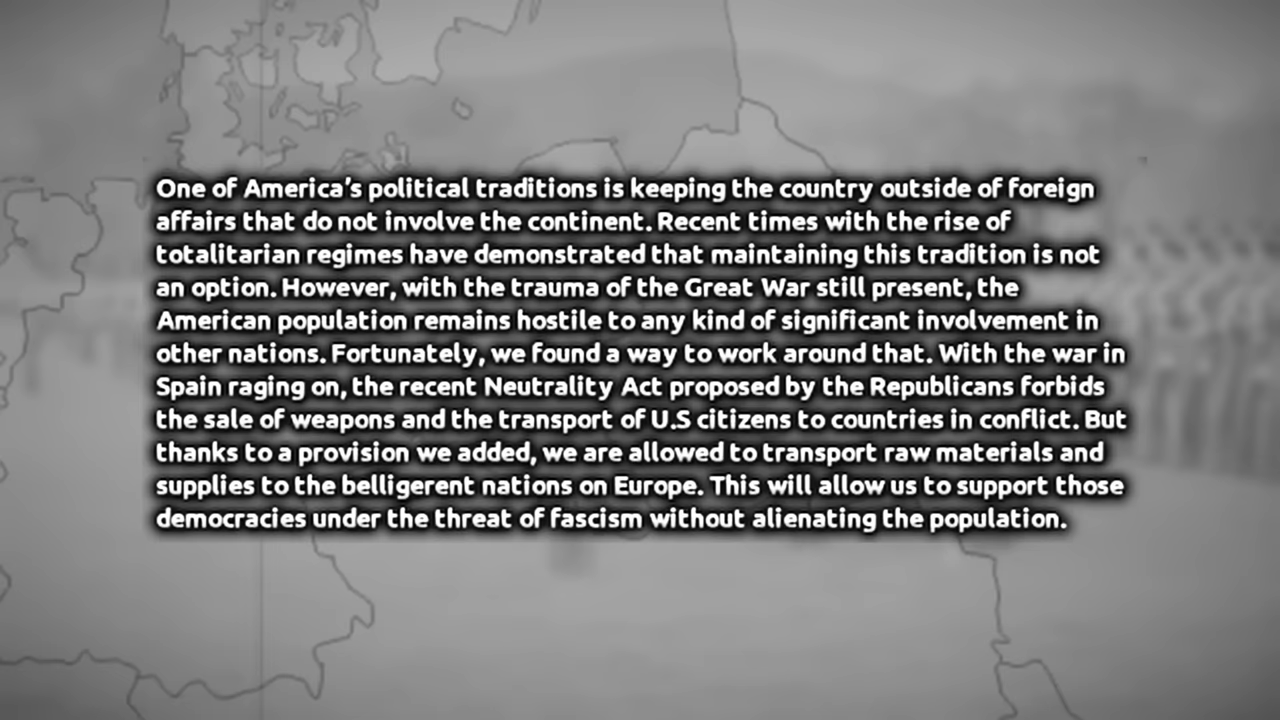 One of America’s political traditions is keeping the country outside of foreign
affairs that do not involve the continent. Recent times with the rise of
totalitarian regimes have demonstrated that maintaining this tradition is not
an option. However, with the trauma of the Great War still present, the
American population remains hostile to any kind of significant involvement in
other nations. Fortunately, we found a way to work around that. With the war in
Spain raging on, the recent Neutrality Act proposed by the Republicans forbids
the sale of weapons and the transport of U.S citizens to countries in conflict. But
thanks to a provision we added, we are allowed to transport raw materials and
supplies to the belligerent nations on Europe. This will allow us to support those
democracies under the threat of fascism without alienating the population.